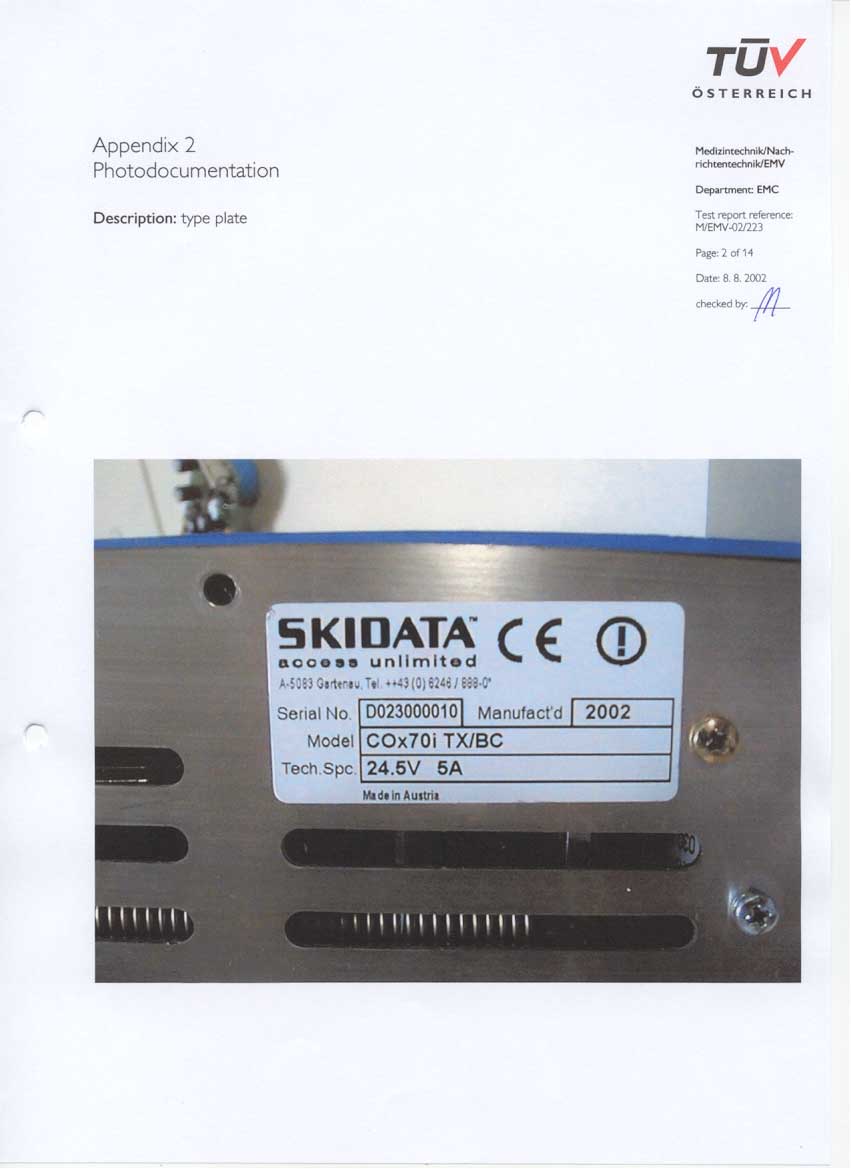 TÜV
ÖSTERREICH
Appendix 2
Photodocumentation
Description: type plate
Medizintechnik/Nach-
richtentechnik/EMV
Department: EMC
Test report reference:
M/EMV-02/223
Page: 2 of 14
Date: 8. 8. 2002
checked by:
SKIDATA™ CE
access unlimited
A-5083 Gartenau, Tel. ++43 (0) 6246 / 888-0*
Serial No. D023000010 Manufact'd 2002
Model COx70i TX/BC
Tech.Spc. 24.5V 5A
Made in Austria